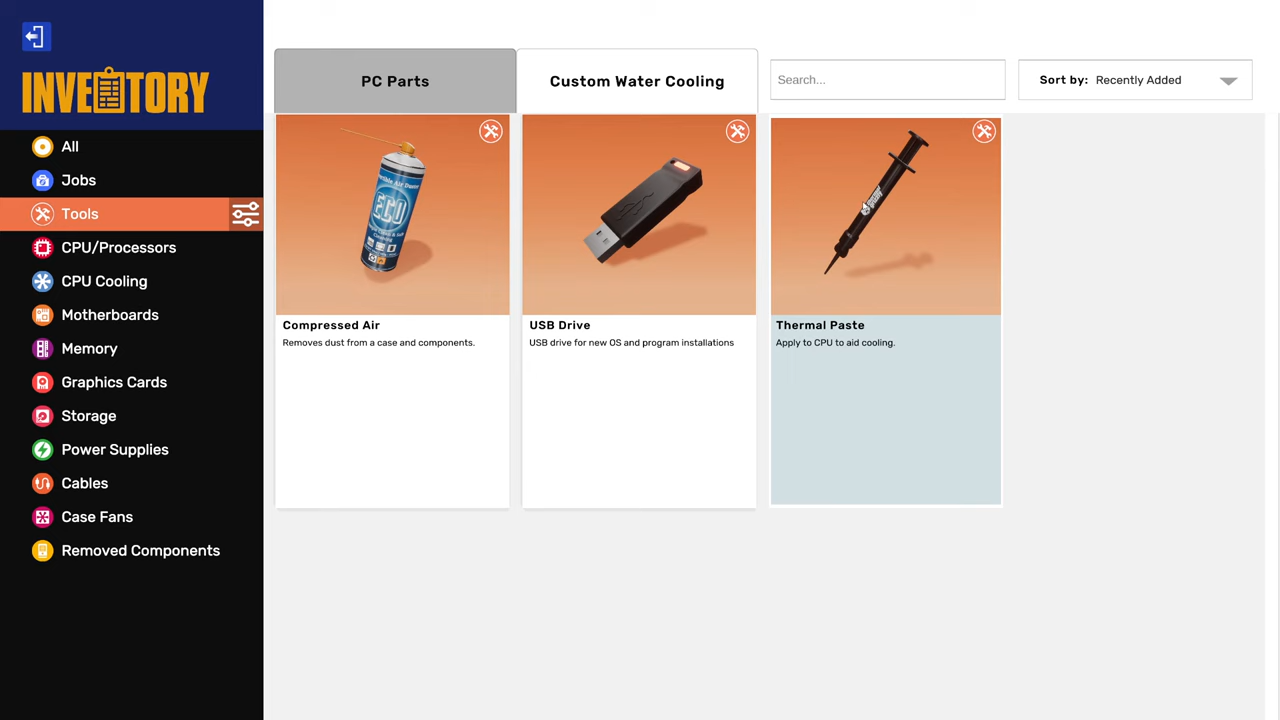 INVENTORY
All
Jobs
Tools
CPU/Processors
CPU Cooling
Motherboards
Memory
Graphics Cards
Storage
Power Supplies
Cables
Case Fans
Removed Components
PC Parts
Custom Water Cooling
Search...
Sort by: Recently Added
ECO
Compressed Air
Removes dust from a case and components.
USB Drive
USB drive for new OS and program installations
Thermal Paste
Apply to CPU to aid cooling.